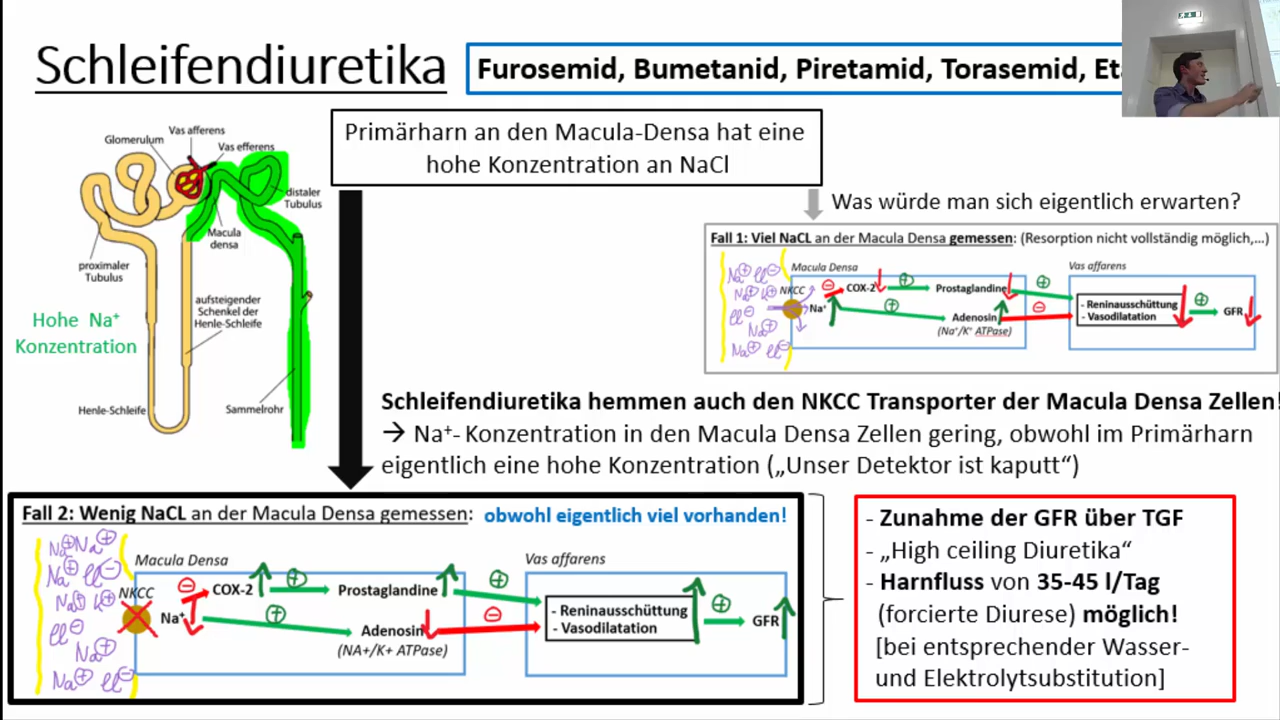 Schleifendiuretika
Furosemid, Bumetanid, Piretamid, Torasemid,
Primärharn an den Macula-Densa hat eine
hohe Konzentration an NaCl
Glomerulum
Vas afferens
Vas efferens
distaler
Tubulus
Macula
densa
proximaler
Tubulus
aufsteigender
Schenkel der
Henle-Schleife
Hohe Na⁺
Konzentration
Henle-Schleife
Sammelrohr
Was würde man sich eigentlich erwarten?
Fall 1: Viel NaCL an der Macula Densa gemessen: (Resorption nicht vollständig möglich,...)
Macula Densa
Vas affarens
NKCC
Na⁺
COX-2
Prostaglandine
Adenosin
(Na⁺/K⁺ ATPase)
- Reninausschüttung
- Vasodilatation
GFR
Schleifendiuretika hemmen auch den NKCC Transporter der Macula Densa Zellen!
→ Na⁺- Konzentration in den Macula Densa Zellen gering, obwohl im Primärharn
eigentlich eine hohe Konzentration („Unser Detektor ist kaputt“)
Fall 2: Wenig NaCL an der Macula Densa gemessen: obwohl eigentlich viel vorhanden!
Macula Densa
Vas affarens
NKCC
Na⁺
COX-2
Prostaglandine
Adenosin
(NA+/K+ ATPase)
- Reninausschüttung
- Vasodilatation
GFR
- Zunahme der GFR über TGF
- „High ceiling Diuretika“
- Harnfluss von 35-45 l/Tag
(forcierte Diurese) möglich!
[bei entsprechender Wasser-
und Elektrolytsubstitution]